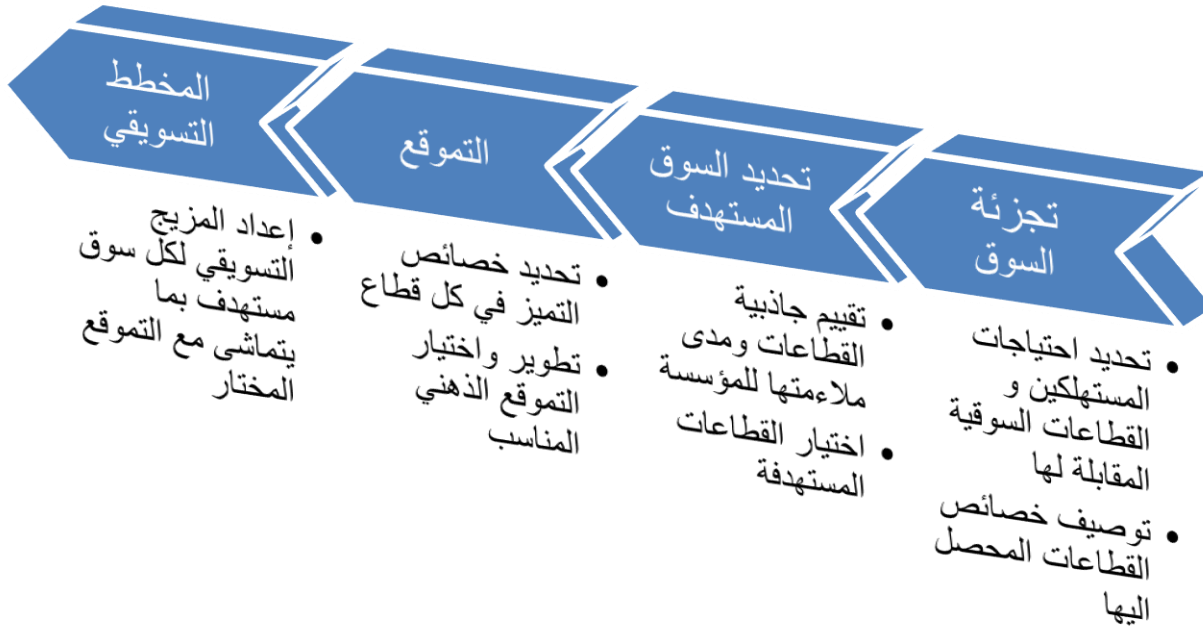 تجزئة
السوق
• تحديد احتياجات
المستهلكين و
القطاعات السوقية
المقابلة لها
• توصيف خصائص
القطاعات المحصل
اليها
تحديد السوق
المستهدف
• تقييم جاذبية
القطاعات ومدى
ملاءمتها للمؤسسة
• اختيار القطاعات
المستهدفة
التموقع
• تحديد خصائص
التميز في كل قطاع
• تطوير واختيار
التموقع الذهني
المناسب
المخطط
التسويقي
• إعداد المزيج
التسويقي لكل سوق
مستهدف بما
يتماشى مع التموقع
المختار